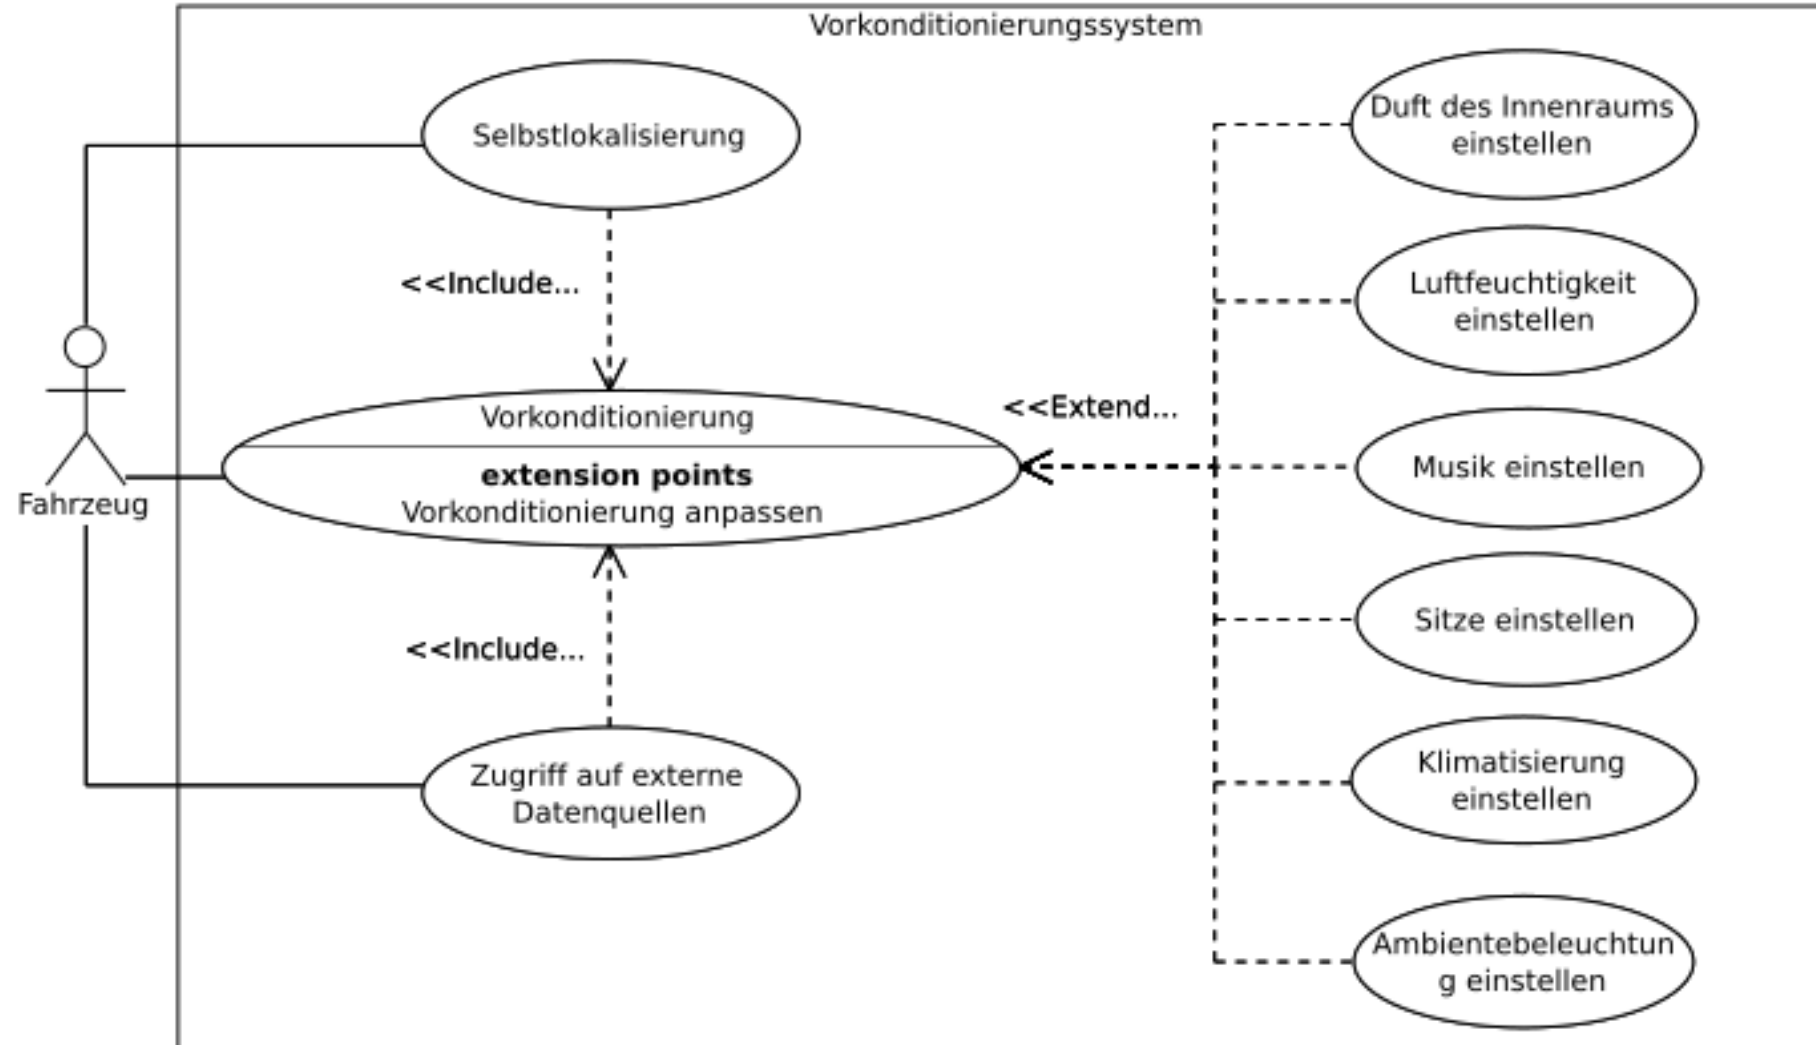 Vorkonditionierungssystem
Selbstlokalisierung
<<Include...
Fahrzeug
Vorkonditionierung
extension points
Vorkonditionierung anpassen
<<Include...
Zugriff auf externe
Datenquellen
<<Extend...
Duft des Innenraums
einstellen
Luftfeuchtigkeit
einstellen
Musik einstellen
Sitze einstellen
Klimatisierung
einstellen
Ambientebeleuchtun
g einstellen